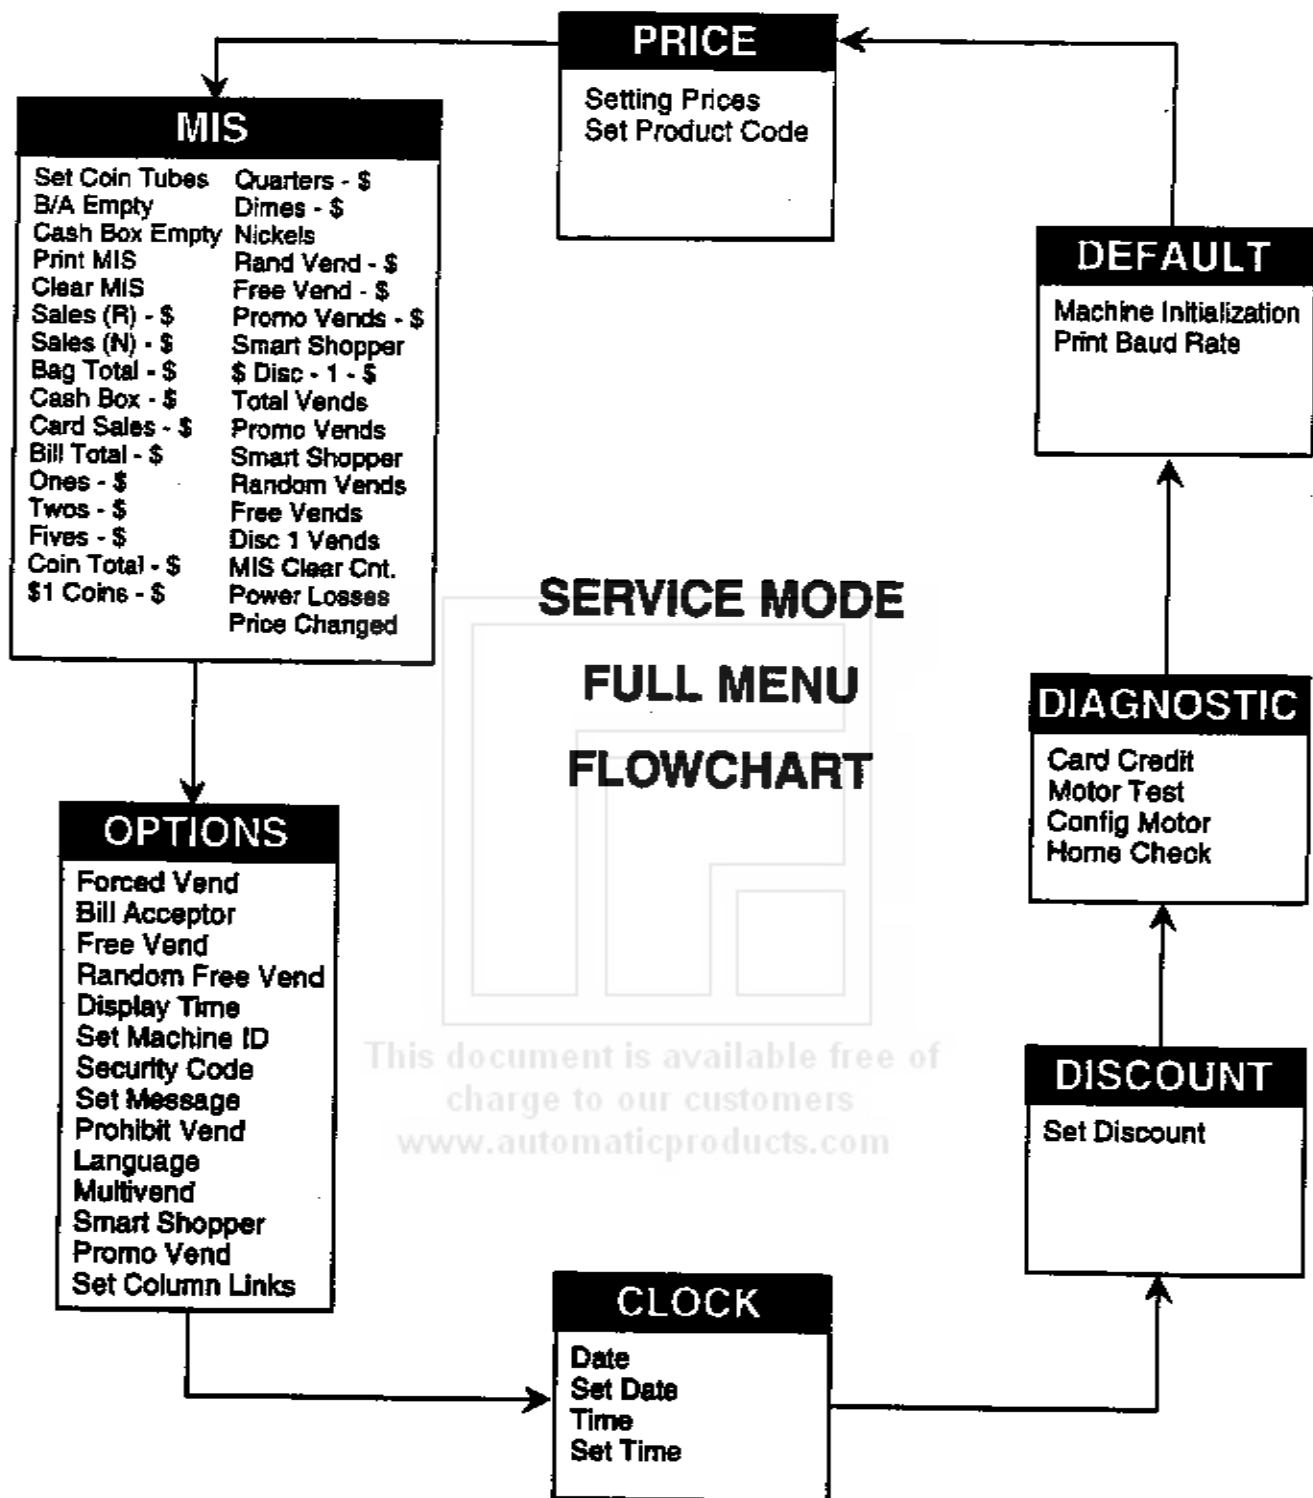 PRICE
Setting Prices
Set Product Code
MIS
Set Coin Tubes
B/A Empty
Cash Box Empty
Print MIS
Clear MIS
Sales (R) - $
Sales (N) - $
Bag Total - $
Cash Box - $
Card Sales - $
Bill Total - $
Ones - $
Twos - $
Fives - $
Coin Total - $
$1 Coins - $
Quarters - $
Dimes - $
Nickels
Rand Vend - $
Free Vend - $
Promo Vends - $
Smart Shopper
$ Disc - 1 - $
Total Vends
Promo Vends
Smart Shopper
Random Vends
Free Vends
Disc 1 Vends
MIS Clear Cnt.
Power Losses
Price Changed
OPTIONS
Forced Vend
Bill Acceptor
Free Vend
Random Free Vend
Display Time
Set Machine ID
Security Code
Set Message
Prohibit Vend
Language
Multivend
Smart Shopper
Promo Vend
Set Column Links
CLOCK
Date
Set Date
Time
Set Time
DISCOUNT
Set Discount
DIAGNOSTIC
Card Credit
Motor Test
Config Motor
Home Check
DEFAULT
Machine Initialization
Print Baud Rate
SERVICE MODE
FULL MENU
FLOWCHART
This document is available free of
charge to our customers
www.automaticproducts.com